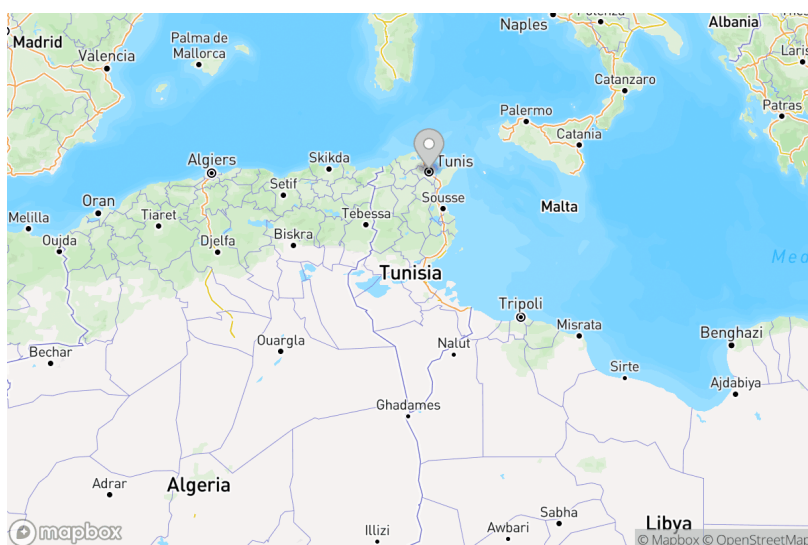 Naples
Potenza
Albania
Madrid
Palma de
Mallorca
Valencia
Laris
Catanzaro
Patras
Palermo
Catania
Algiers
Skikda
Tunis
Setif
Oran
Sousse
Malta
Melilla
Tiaret
Tebessa
Oujda
Djelfa
Biskra
Med
Tunisia
Tripoli
Misrata
Benghazi
Ouargla
Nalut
Bechar
Sirte
Ajdabiya
Ghadames
Adrar
Algeria
Sabha
Illizi
Awbari
Libya
mapbox
© Mapbox © OpenStreetMap